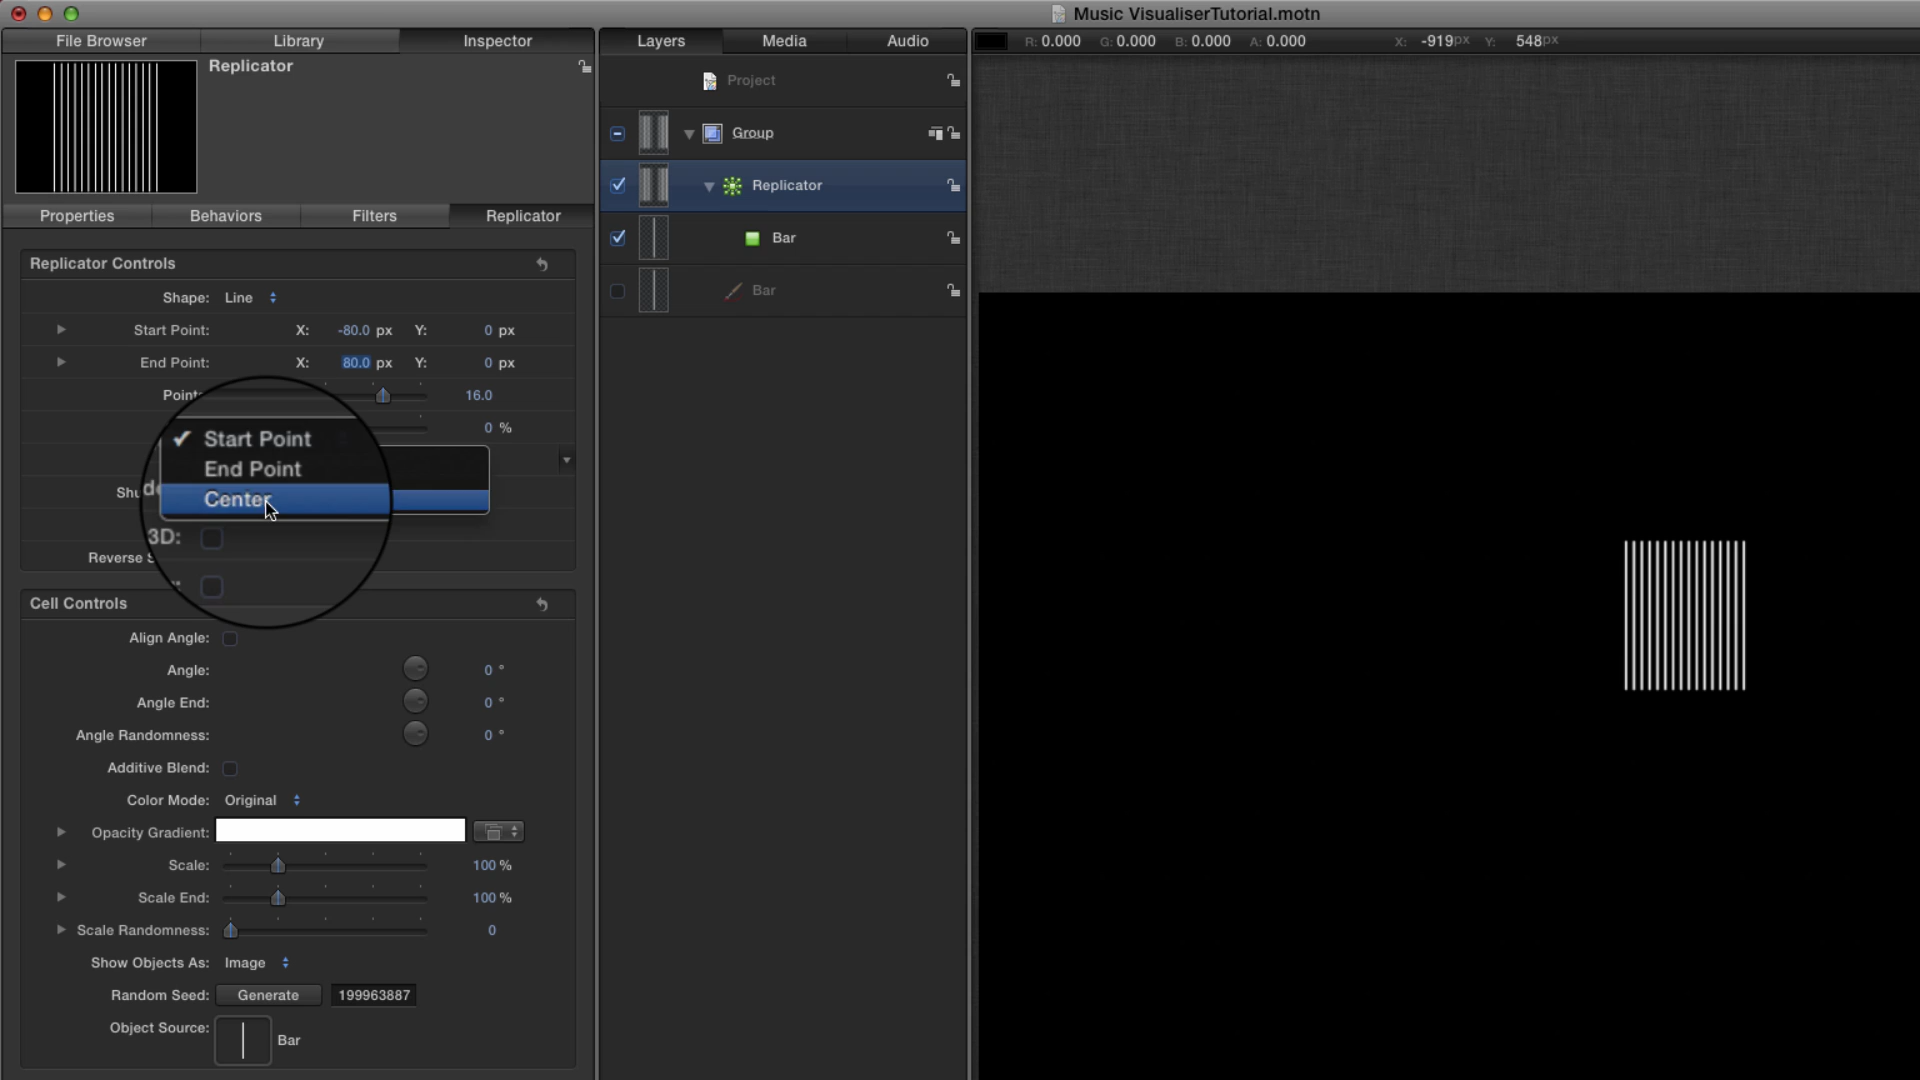 Music VisualiserTutorial.motn
File Browser Library Inspector
Layers Media Audio
R: 0.000 G: 0.000 B: 0.000 A: 0.000 X: -919px Y: 548px
Replicator
Project
Group
Replicator
Bar
Bar
Properties Behaviors Filters Replicator
Replicator Controls
Shape: Line
Start Point: X: -80.0 px Y: 0 px
End Point: X: 80.0 px Y: 0 px
Point 16.0
0 %
✓ Start Point
End Point
Center
Shu
3D:
Reverse S
Cell Controls
Align Angle:
Angle: 0 °
Angle End: 0 °
Angle Randomness: 0 °
Additive Blend:
Color Mode: Original
Opacity Gradient:
Scale: 100 %
Scale End: 100 %
Scale Randomness: 0
Show Objects As: Image
Random Seed: Generate 199963887
Object Source: Bar